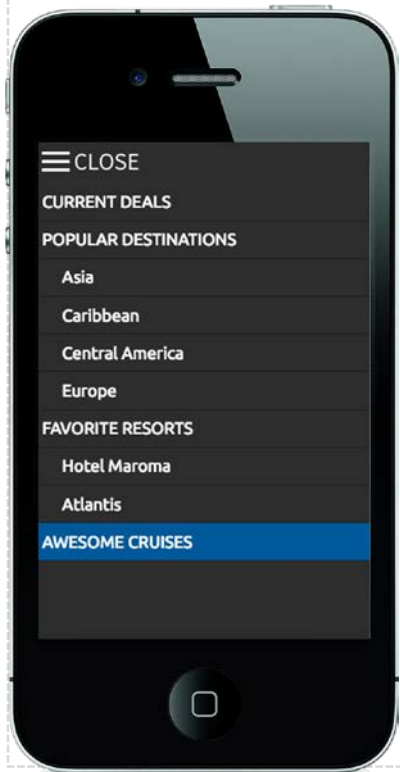 CLOSE
CURRENT DEALS
POPULAR DESTINATIONS
Asia
Caribbean
Central America
Europe
FAVORITE RESORTS
Hotel Maroma
Atlantis
AWESOME CRUISES